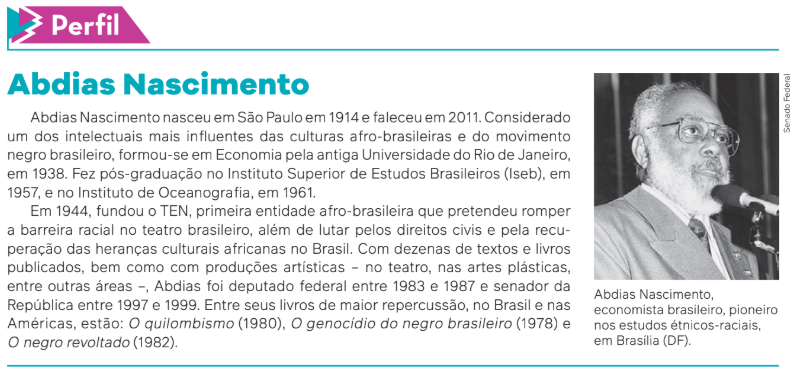 Perfil
Abdias Nascimento
Abdias Nascimento nasceu em São Paulo em 1914 e faleceu em 2011. Considerado
um dos intelectuais mais influentes das culturas afro-brasileiras e do movimento
negro brasileiro, formou-se em Economia pela antiga Universidade do Rio de Janeiro,
em 1938. Fez pós-graduação no Instituto Superior de Estudos Brasileiros (Iseb), em
1957, e no Instituto de Oceanografia, em 1961.
Em 1944, fundou o TEN, primeira entidade afro-brasileira que pretendeu romper
a barreira racial no teatro brasileiro, além de lutar pelos direitos civis e pela recu-
peração das heranças culturais africanas no Brasil. Com dezenas de textos e livros
publicados, bem como com produções artísticas – no teatro, nas artes plásticas,
entre outras áreas –, Abdias foi deputado federal entre 1983 e 1987 e senador da
República entre 1997 e 1999. Entre seus livros de maior repercussão, no Brasil e nas
Américas, estão: O quilombismo (1980), O genocídio do negro brasileiro (1978) e
O negro revoltado (1982).
Senado Federal
Abdias Nascimento,
economista brasileiro, pioneiro
nos estudos étnicos-raciais,
em Brasília (DF).